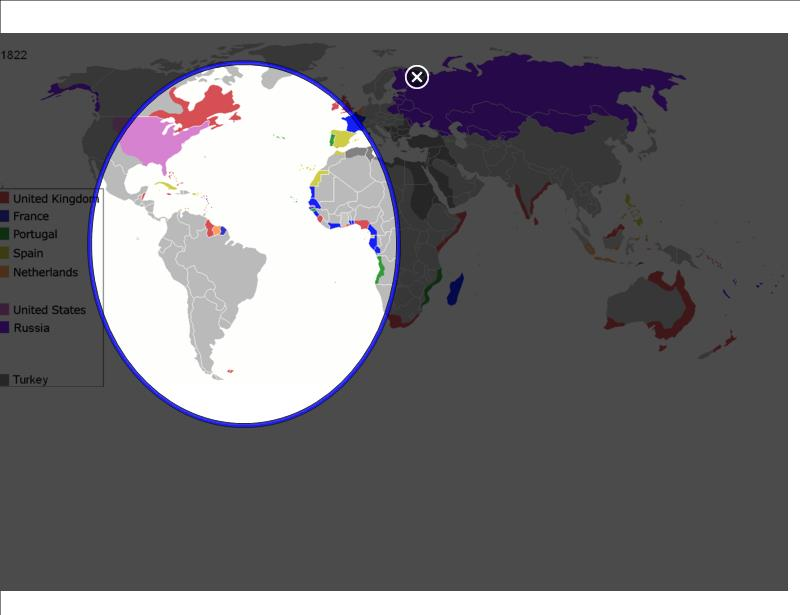 1822
United Kingdom
France
Portugal
Spain
Netherlands
United States
Russia
Turkey